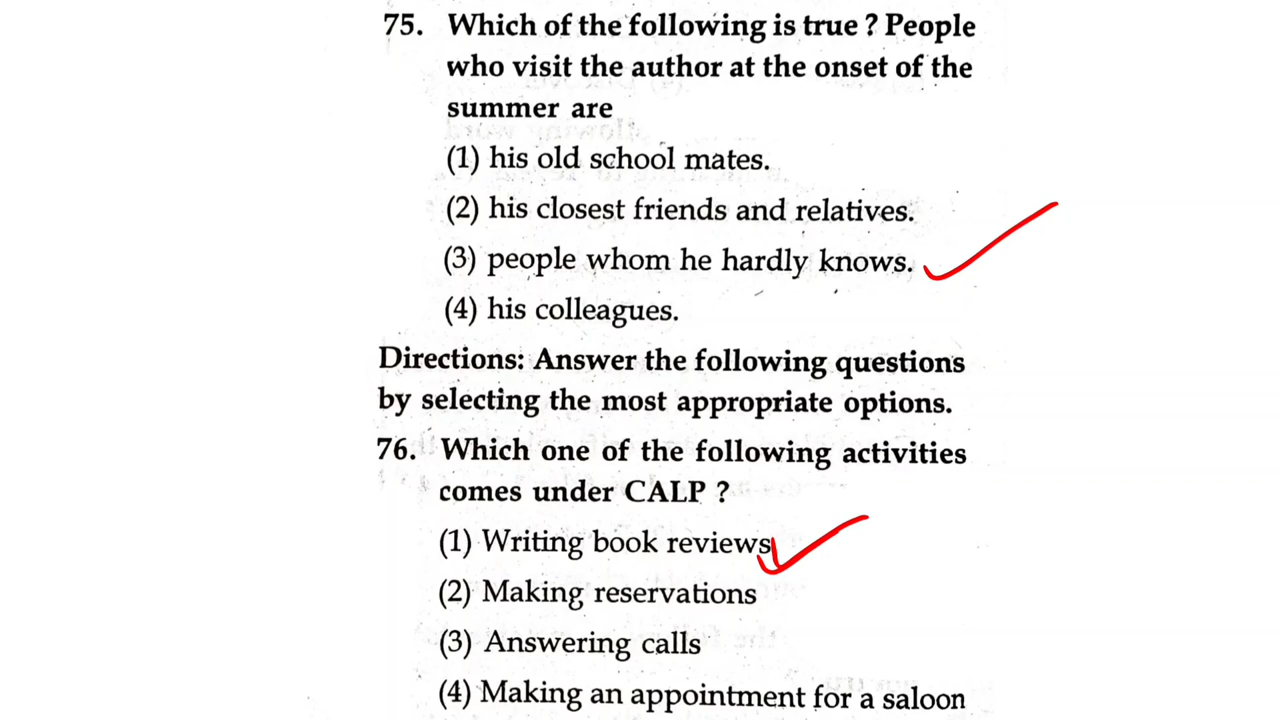 75. Which of the following is true ? People
who visit the author at the onset of the
summer are
(1) his old school mates.
(2) his closest friends and relatives.
(3) people whom he hardly knows.
(4) his colleagues.
Directions: Answer the following questions
by selecting the most appropriate options.
76. Which one of the following activities
comes under CALP ?
(1) Writing book reviews
(2) Making reservations
(3) Answering calls
(4) Making an appointment for a saloon